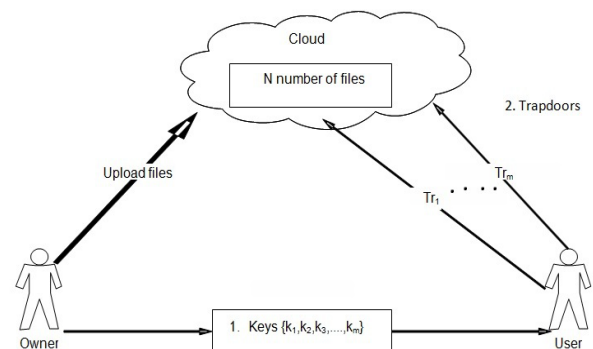 Cloud
N number of files
2. Trapdoors
Upload files
Tr₁
. . . . .
Trₘ
1. Keys {k₁,k₂,k₃,....,kₘ}
Owner
User